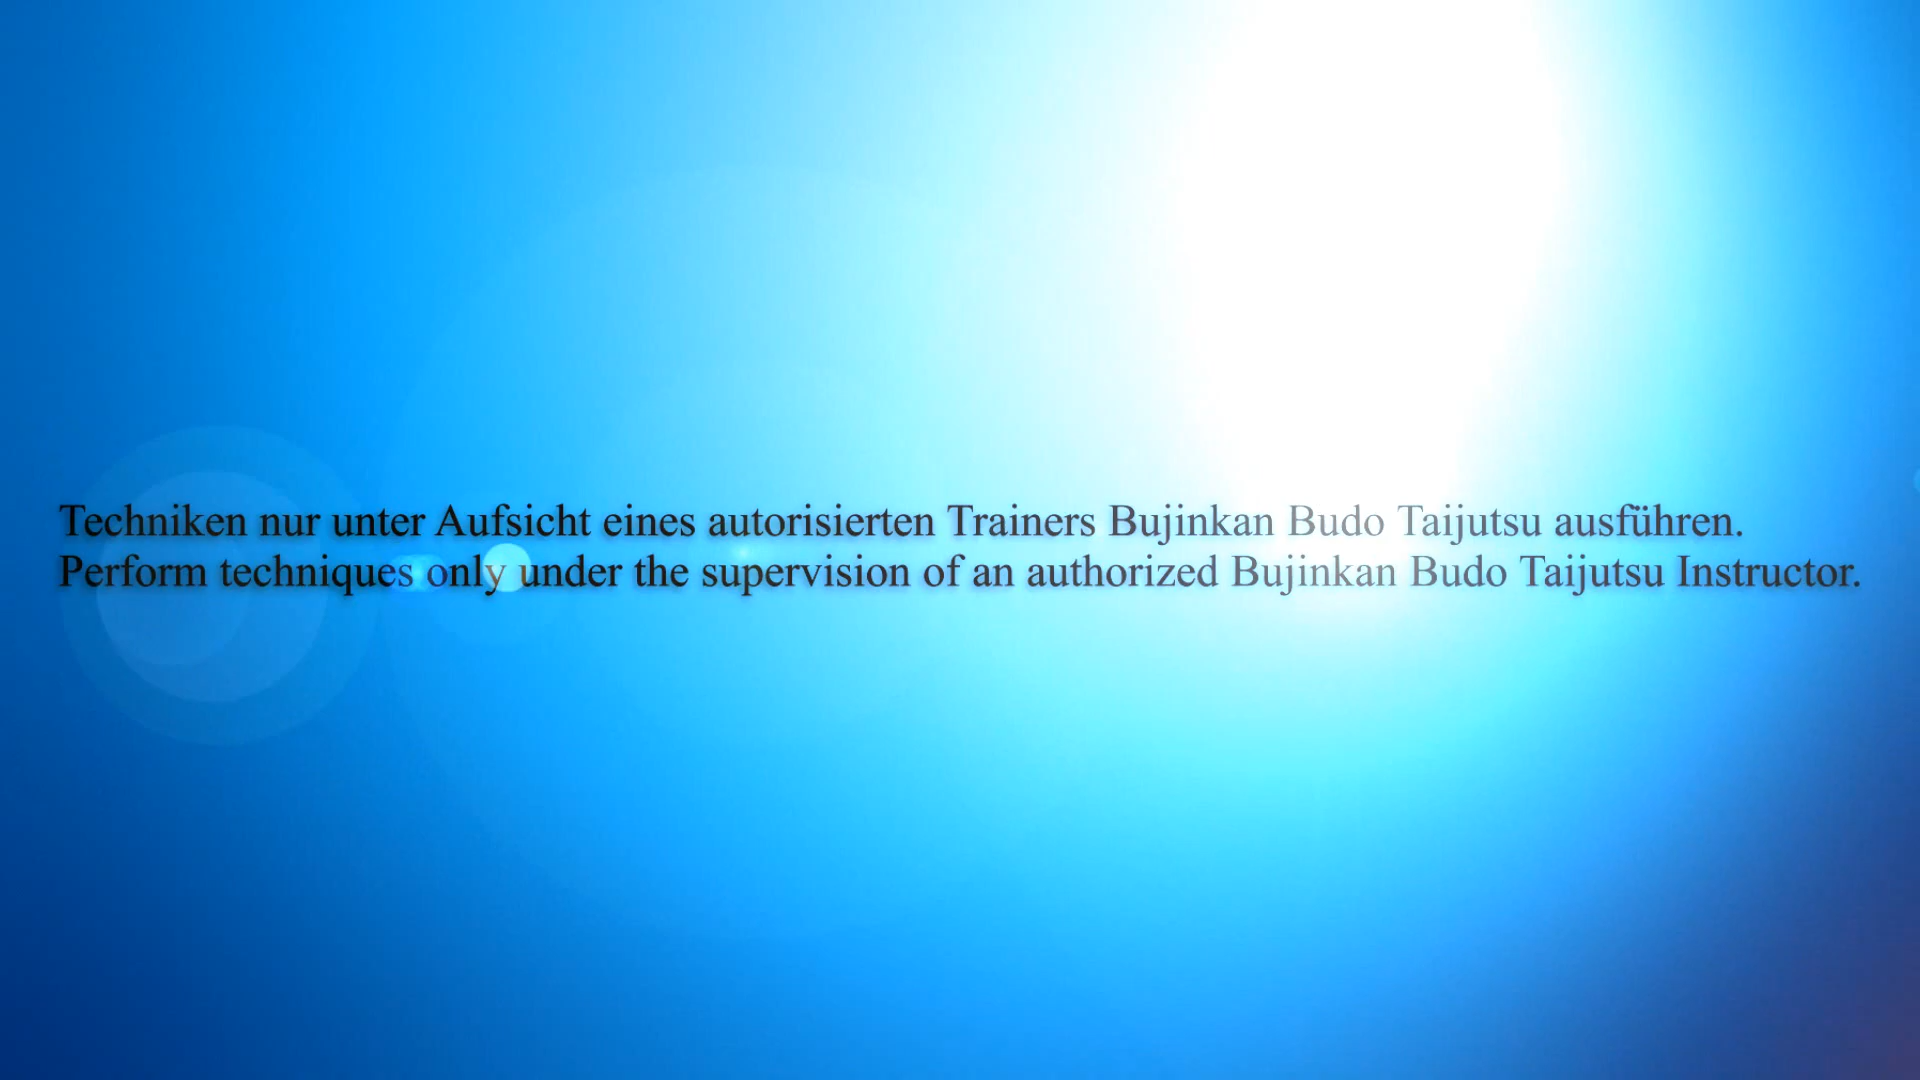 Techniken nur unter Aufsicht eines autorisierten Trainers Bujinkan Budo Taijutsu ausführen.
Perform techniques only under the supervision of an authorized Bujinkan Budo Taijutsu Instructor.